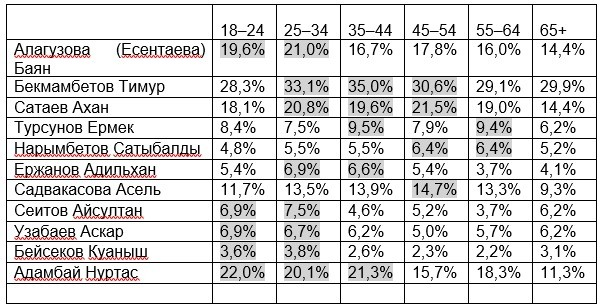 18–24 25–34 35–44 45–54 55–64 65+
Алагузова (Есентаева) 19,6% 21,0% 16,7% 17,8% 16,0% 14,4%
Баян
Бекмамбетов Тимур 28,3% 33,1% 35,0% 30,6% 29,1% 29,9%
Сатаев Ахан 18,1% 20,8% 19,6% 21,5% 19,0% 14,4%
Турсунов Ермек 8,4% 7,5% 9,5% 7,9% 9,4% 6,2%
Нарымбетов Сатыбалды 4,8% 5,5% 5,5% 6,4% 6,4% 5,2%
Ержанов Адильхан 5,4% 6,9% 6,6% 5,4% 3,7% 4,1%
Садвакасова Асель 11,7% 13,5% 13,9% 14,7% 13,3% 9,3%
Сеитов Айсултан 6,9% 7,5% 4,6% 5,2% 3,7% 6,2%
Узабаев Аскар 6,9% 6,7% 6,2% 5,0% 5,7% 6,2%
Бейсеков Куаныш 3,6% 3,8% 2,6% 2,3% 2,2% 3,1%
Адамбай Нуртас 22,0% 20,1% 21,3% 15,7% 18,3% 11,3%